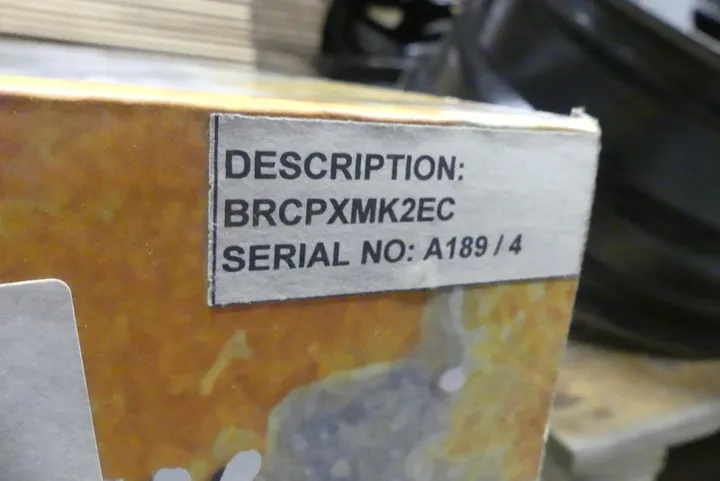 DESCRIPTION:
BRCPXMK2EC
SERIAL NO: A189 / 4